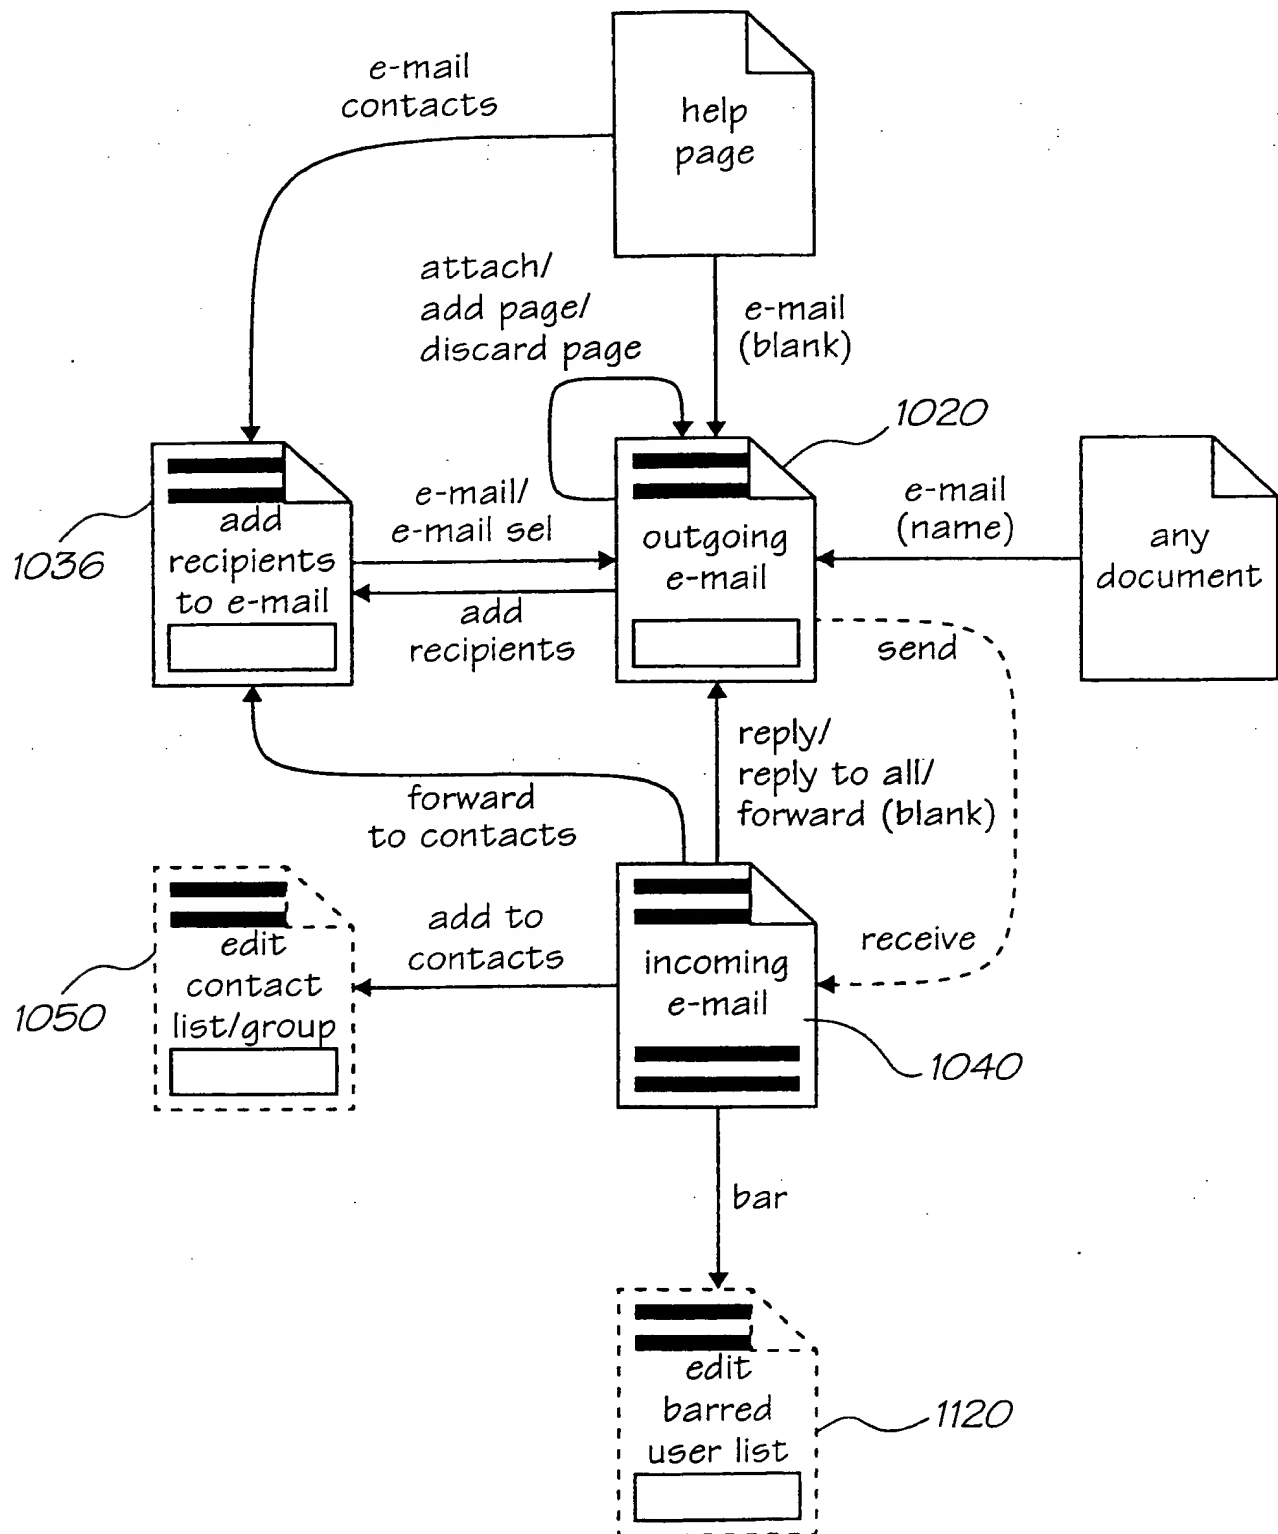 e-mail
contacts
help
page
attach/
add page/
discard page
e-mail
(blank)
1020
e-mail/
e-mail sel
e-mail
(name)
add
recipients
to e-mail
1036
outgoing
e-mail
any
document
add
recipients
send
reply/
reply to all/
forward (blank)
forward
to contacts
add to
contacts
receive
edit
contact
list/group
1050
incoming
e-mail
1040
bar
edit
barred
user list
1120